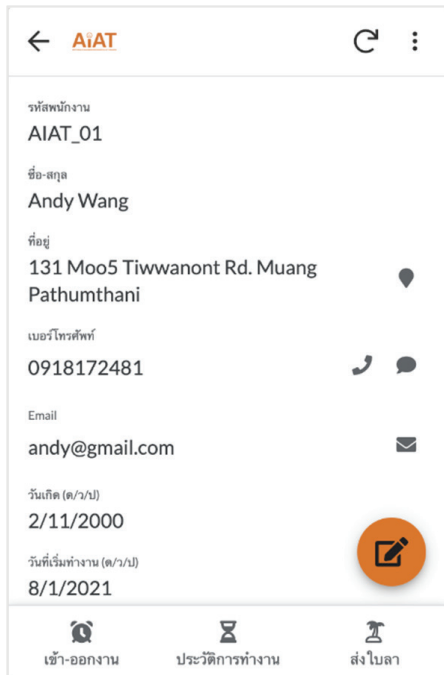 AiAT
รหัสพนักงาน
AIAT_01
ชื่อ-สกุล
Andy Wang
ที่อยู่
131 Moo5 Tiwwanont Rd. Muang
Pathumthani
เบอร์โทรศัพท์
0918172481
Email
andy@gmail.com
วันเกิด (ด/ว/ป)
2/11/2000
วันที่เริ่มทำงาน (ด/ว/ป)
8/1/2021
เข้า-ออกงาน ประวัติการทำงาน ส่งใบลา